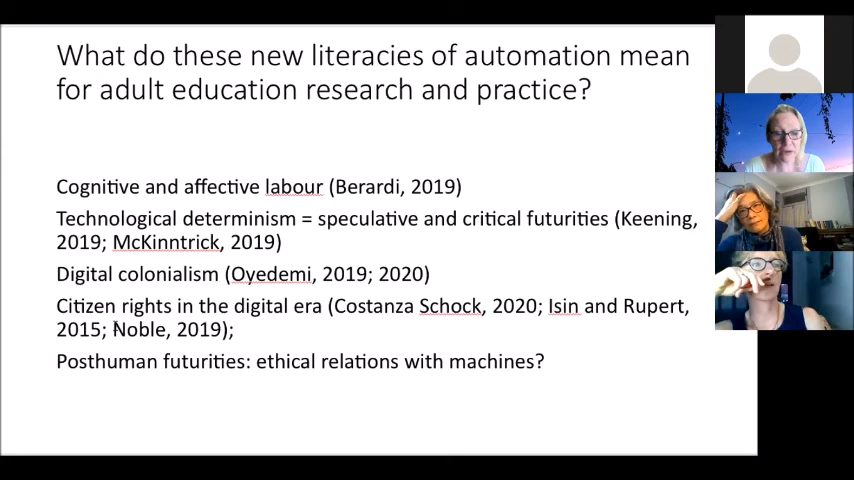 What do these new literacies of automation mean
for adult education research and practice?
Cognitive and affective labour (Berardi, 2019)
Technological determinism = speculative and critical futurities (Keening,
2019; McKinntrick, 2019)
Digital colonialism (Oyedemi, 2019; 2020)
Citizen rights in the digital era (Costanza Schock, 2020; Isin and Rupert,
2015; Noble, 2019);
Posthuman futurities: ethical relations with machines?